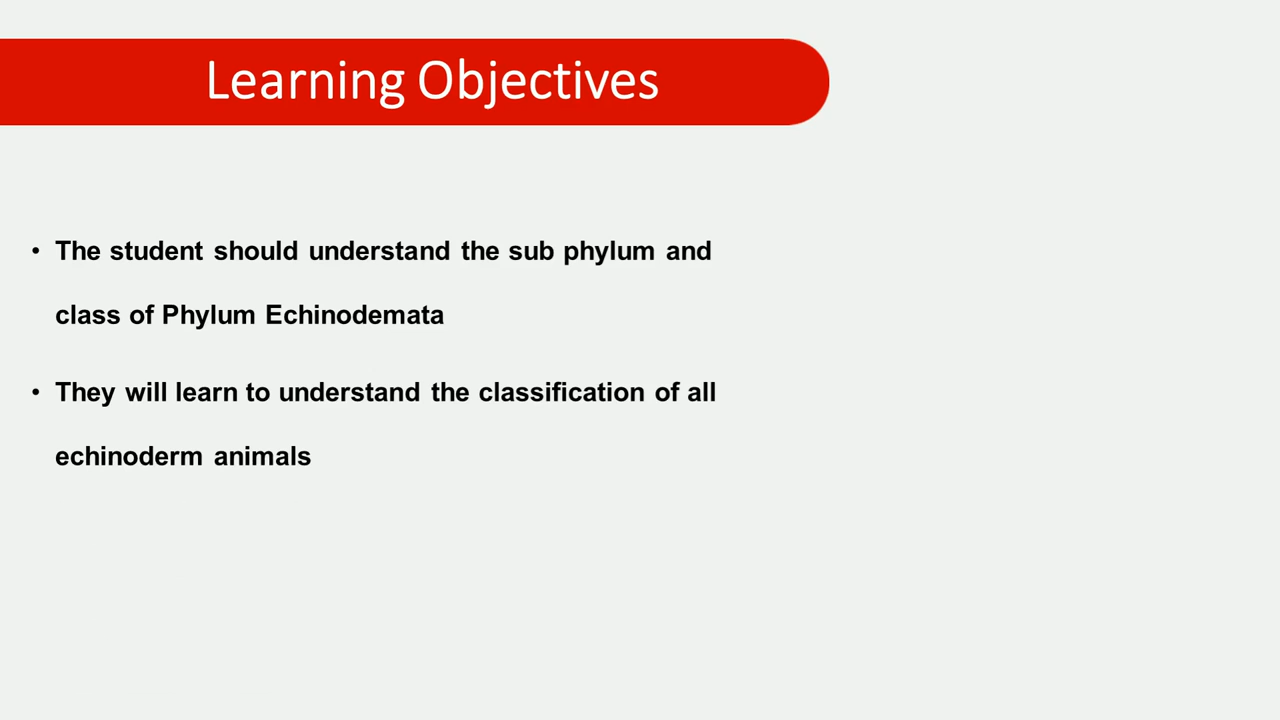 Learning Objectives
• The student should understand the sub phylum and
class of Phylum Echinodemata
• They will learn to understand the classification of all
echinoderm animals